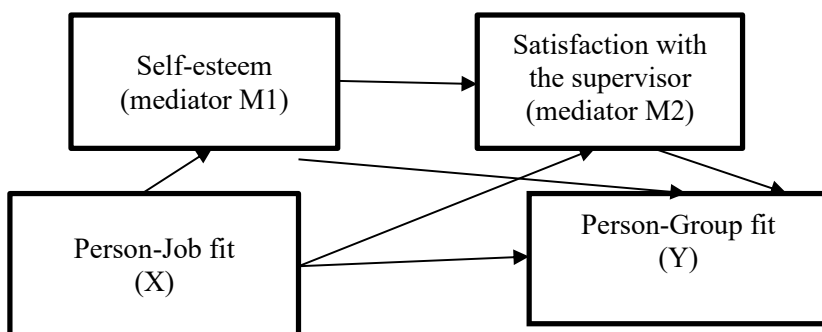 Self-esteem
(mediator M1)
Satisfaction with
the supervisor
(mediator M2)
Person-Job fit
(X)
Person-Group fit
(Y)